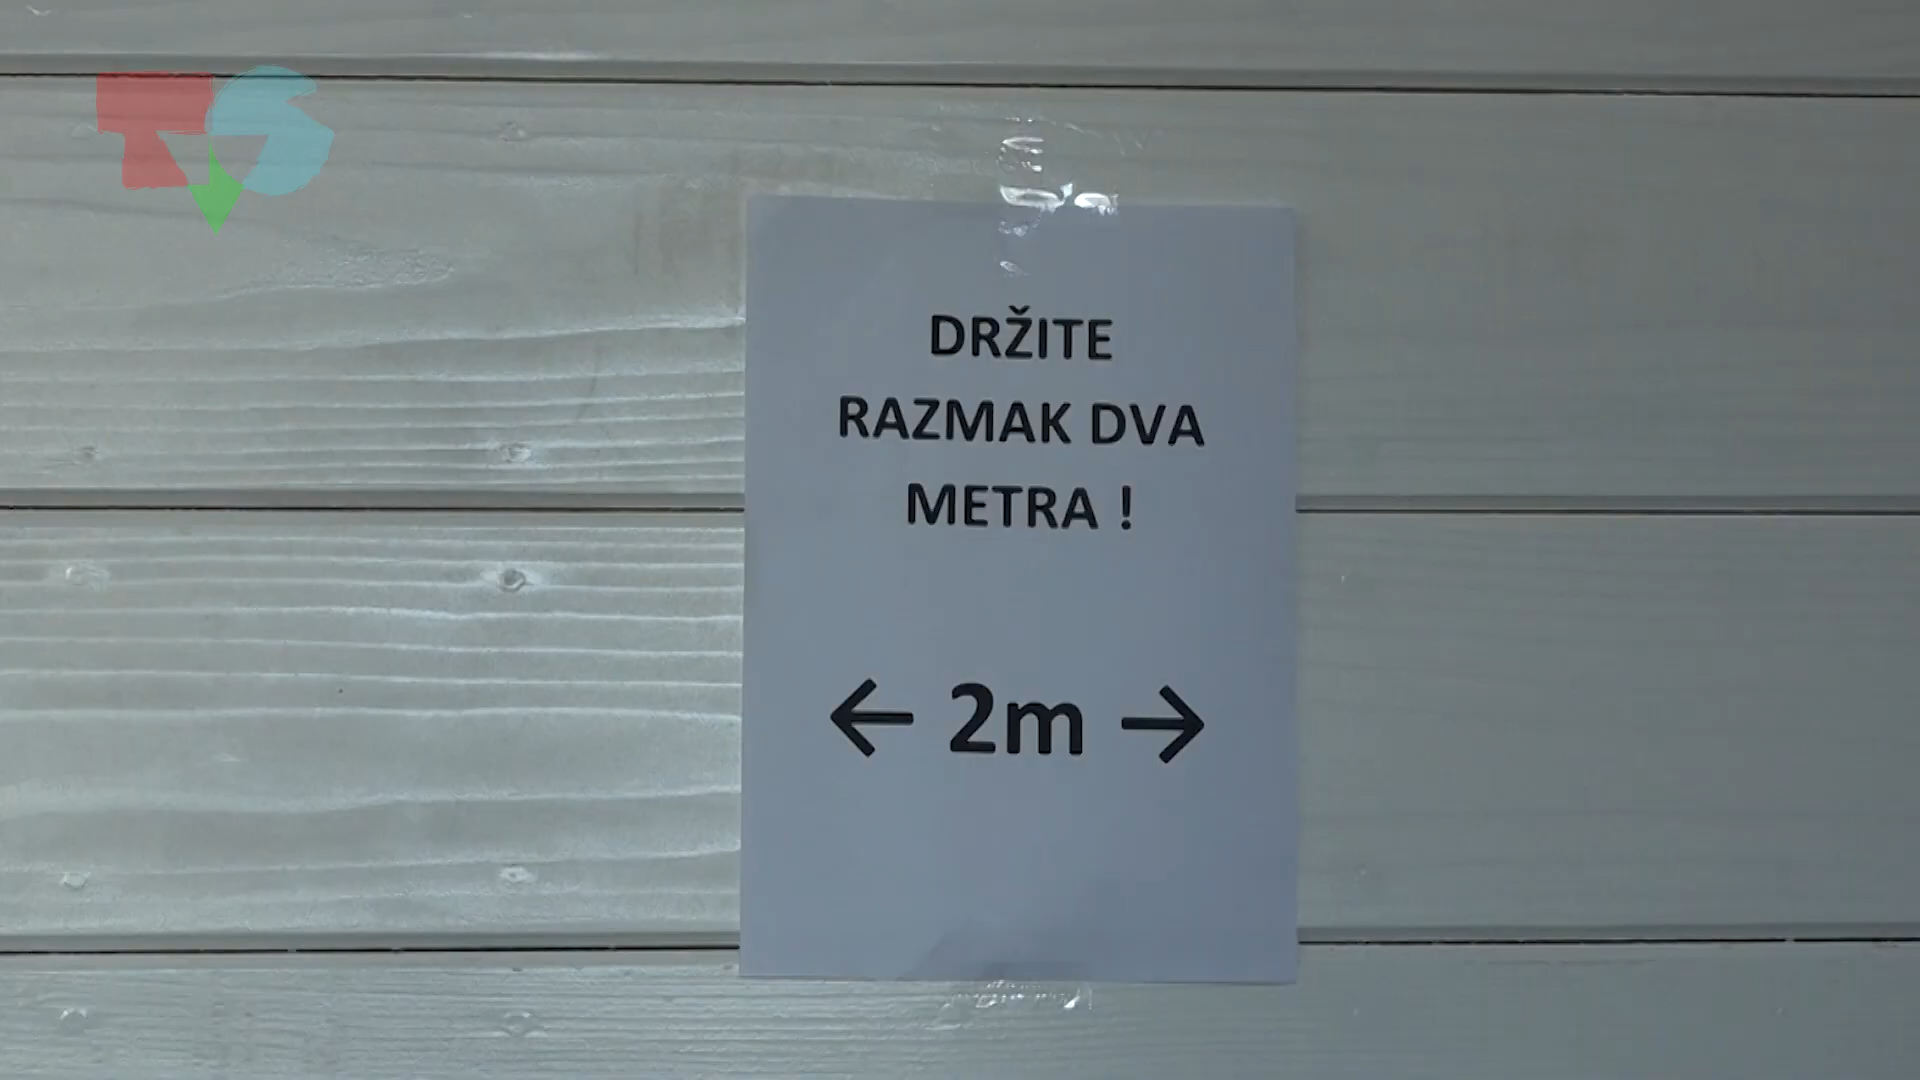 DRŽITE
RAZMAK DVA
METRA !
← 2m →